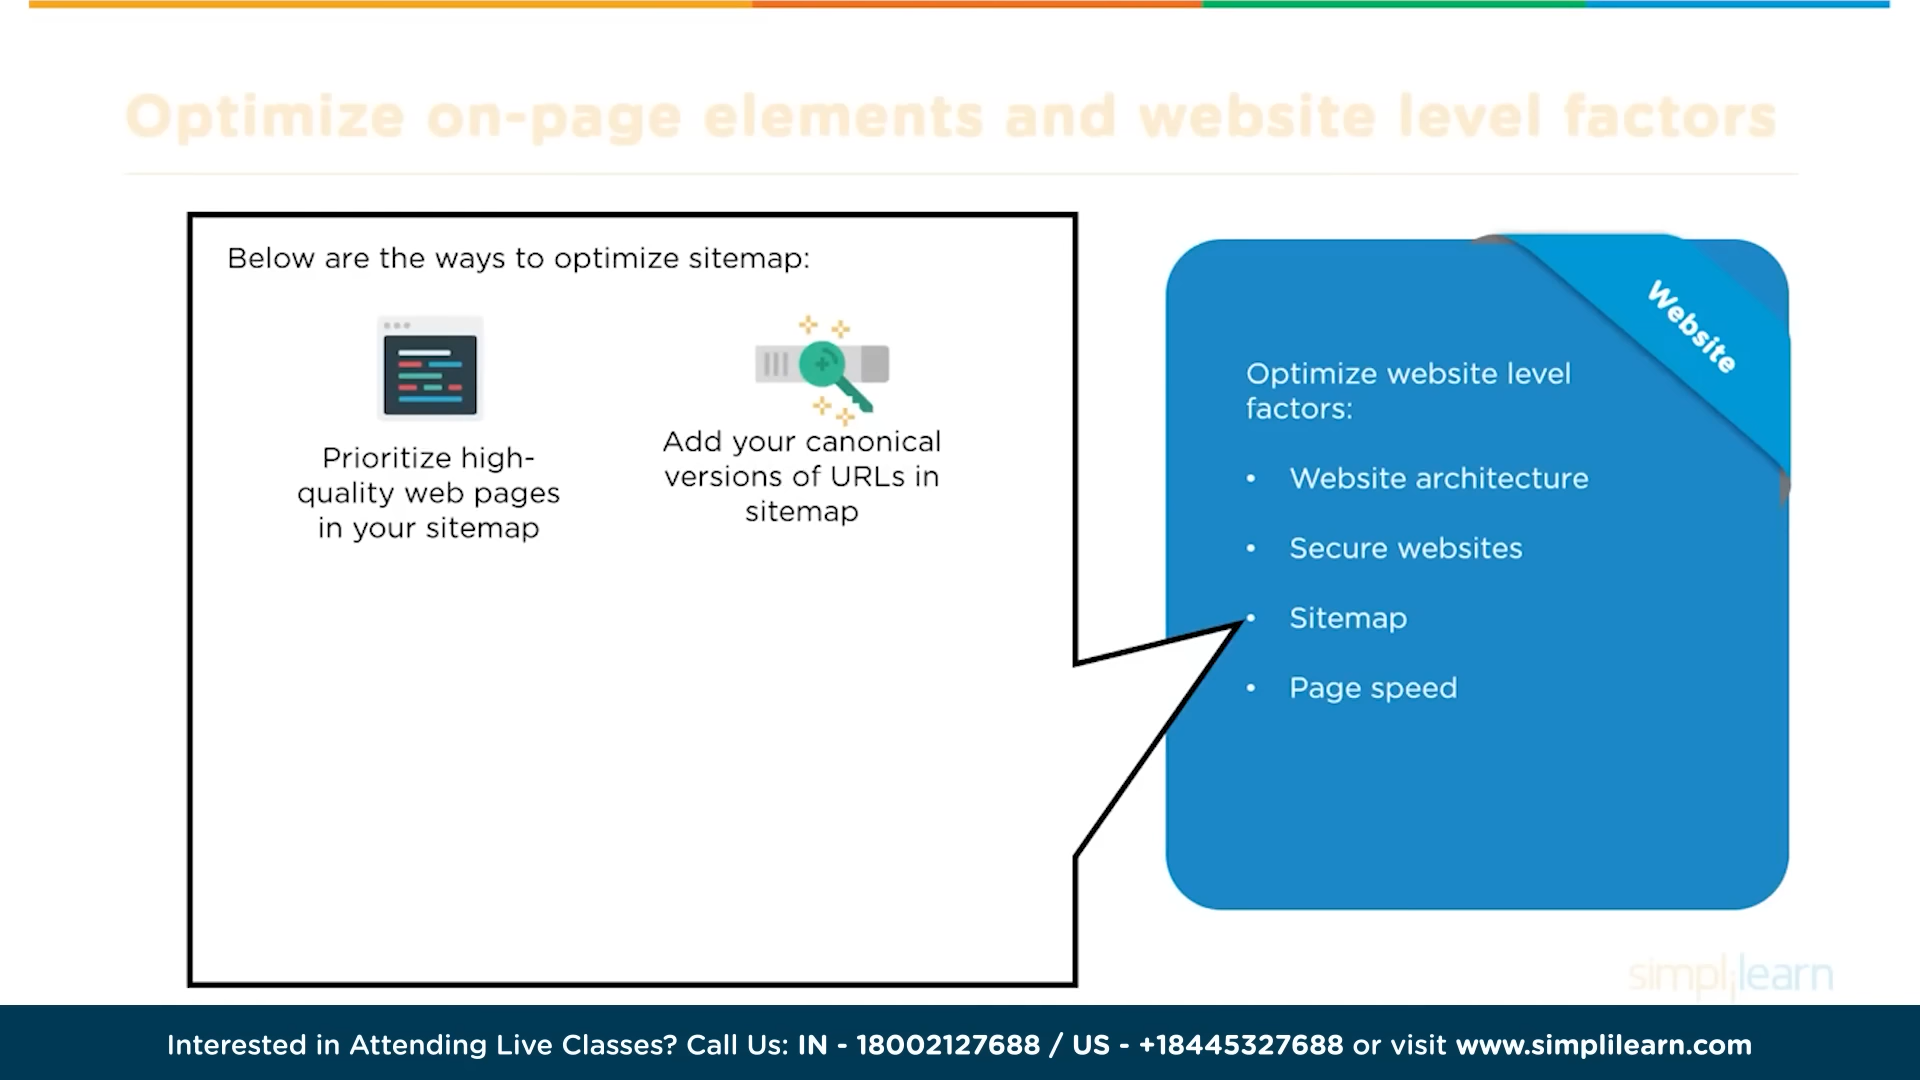 Optimize on-page elements and website level factors
Below are the ways to optimize sitemap:
Prioritize high-
quality web pages
in your sitemap
Add your canonical
versions of URLs in
sitemap
Website
Optimize website level
factors:
• Website architecture
• Secure websites
• Sitemap
• Page speed
simplilearn
Interested in Attending Live Classes? Call Us: IN - 18002127688 / US - +18445327688 or visit www.simplilearn.com